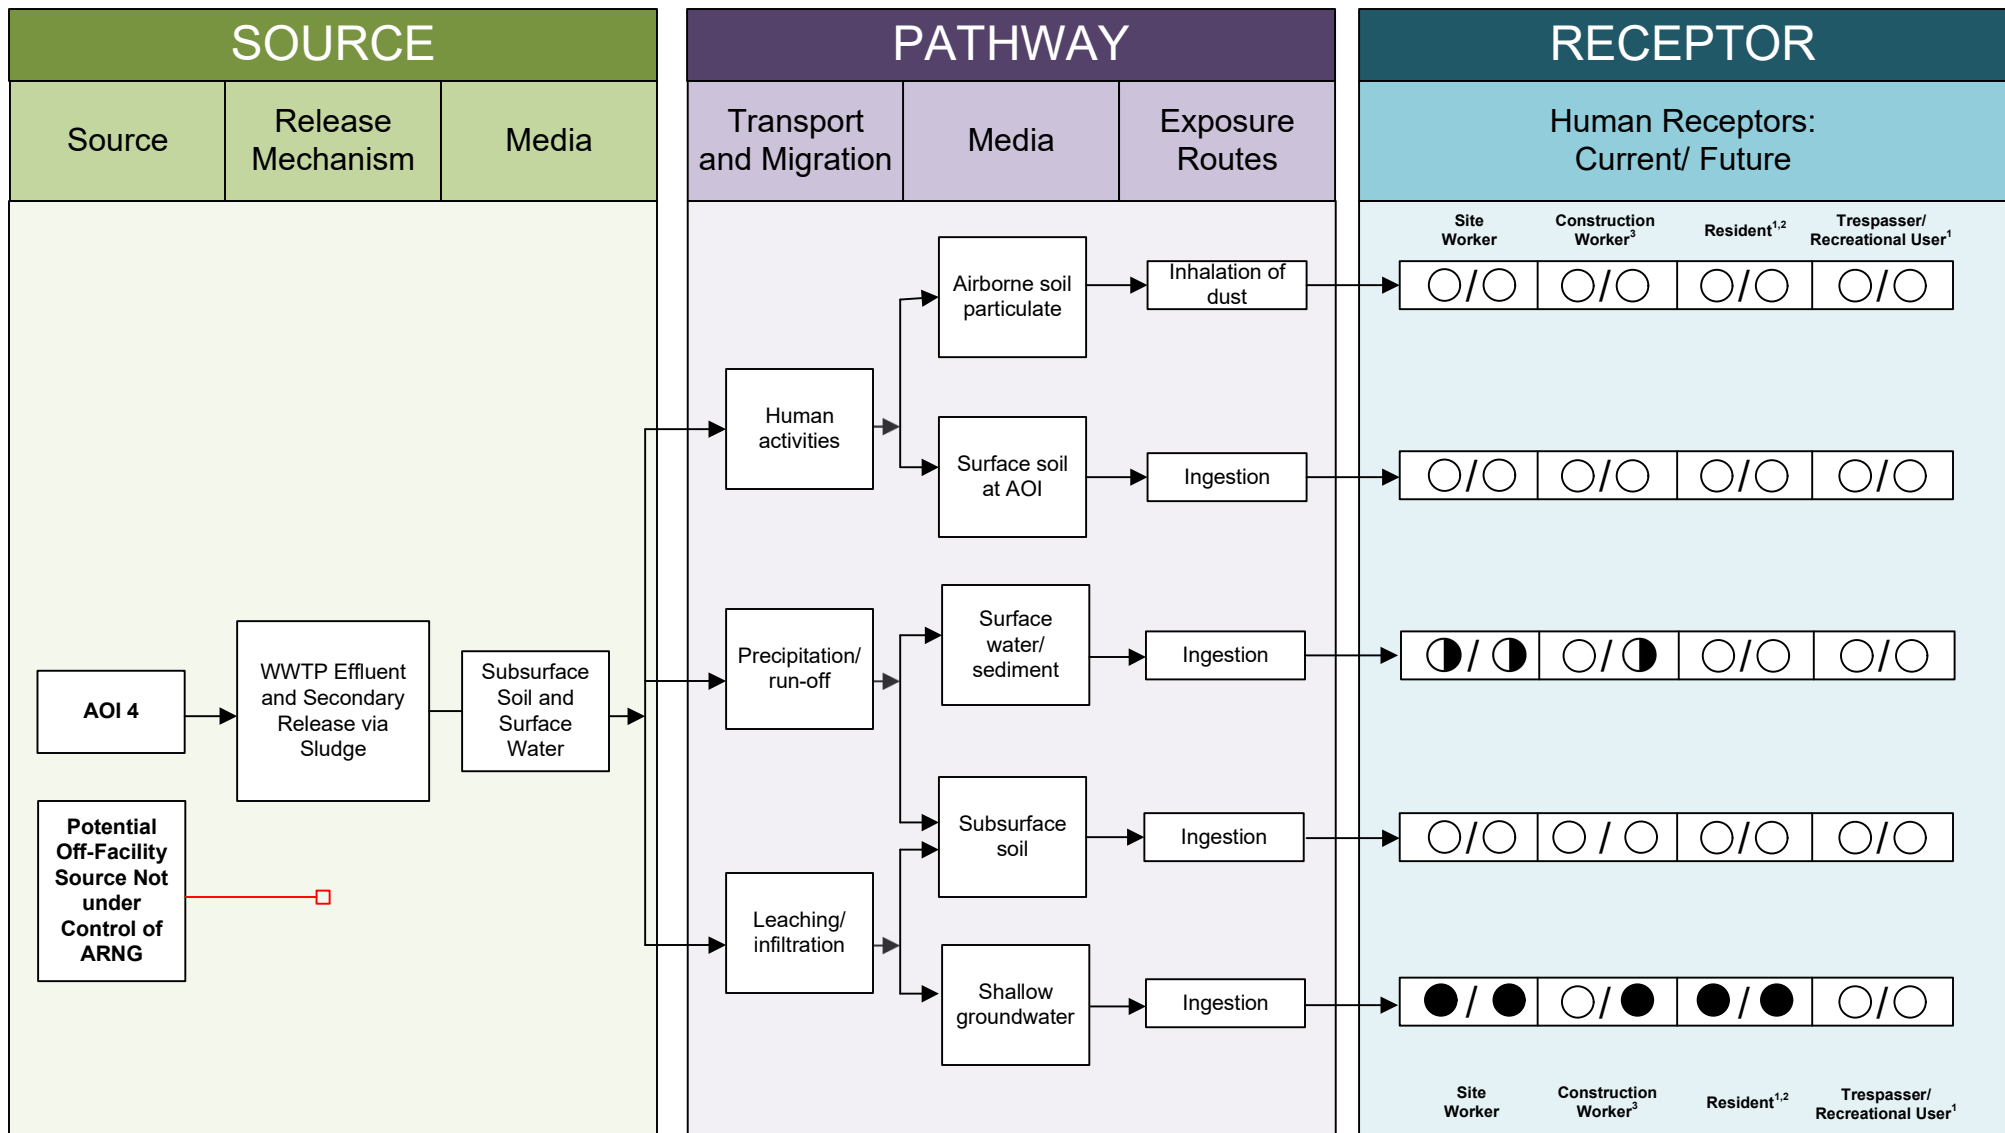 SOURCE
PATHWAY
RECEPTOR
Source
Release
Mechanism
Media
Transport
and Migration
Media
Exposure
Routes
Human Receptors:
Current/ Future
Site
Worker
Construction
Worker3
Resident1,2
Trespasser/
Recreational User1
Airborne soil
particulate
Inhalation of
dust
/ / / /
Human
activities
Surface soil
at AOI
Ingestion
/ / / /
AOI 4
WWTP Effluent
and Secondary
Release via
Sludge
Subsurface
Soil and
Surface
Water
Precipitation/
run-off
Surface
water/
sediment
Ingestion
/ / / /
Potential
Off-Facility
Source Not
under
Control of
ARNG
Subsurface
soil
Ingestion
/ / / /
Leaching/
infiltration
Shallow
groundwater
Ingestion
/ / / /
Site
Worker
Construction
Worker3
Resident1,2
Trespasser/
Recreational User1